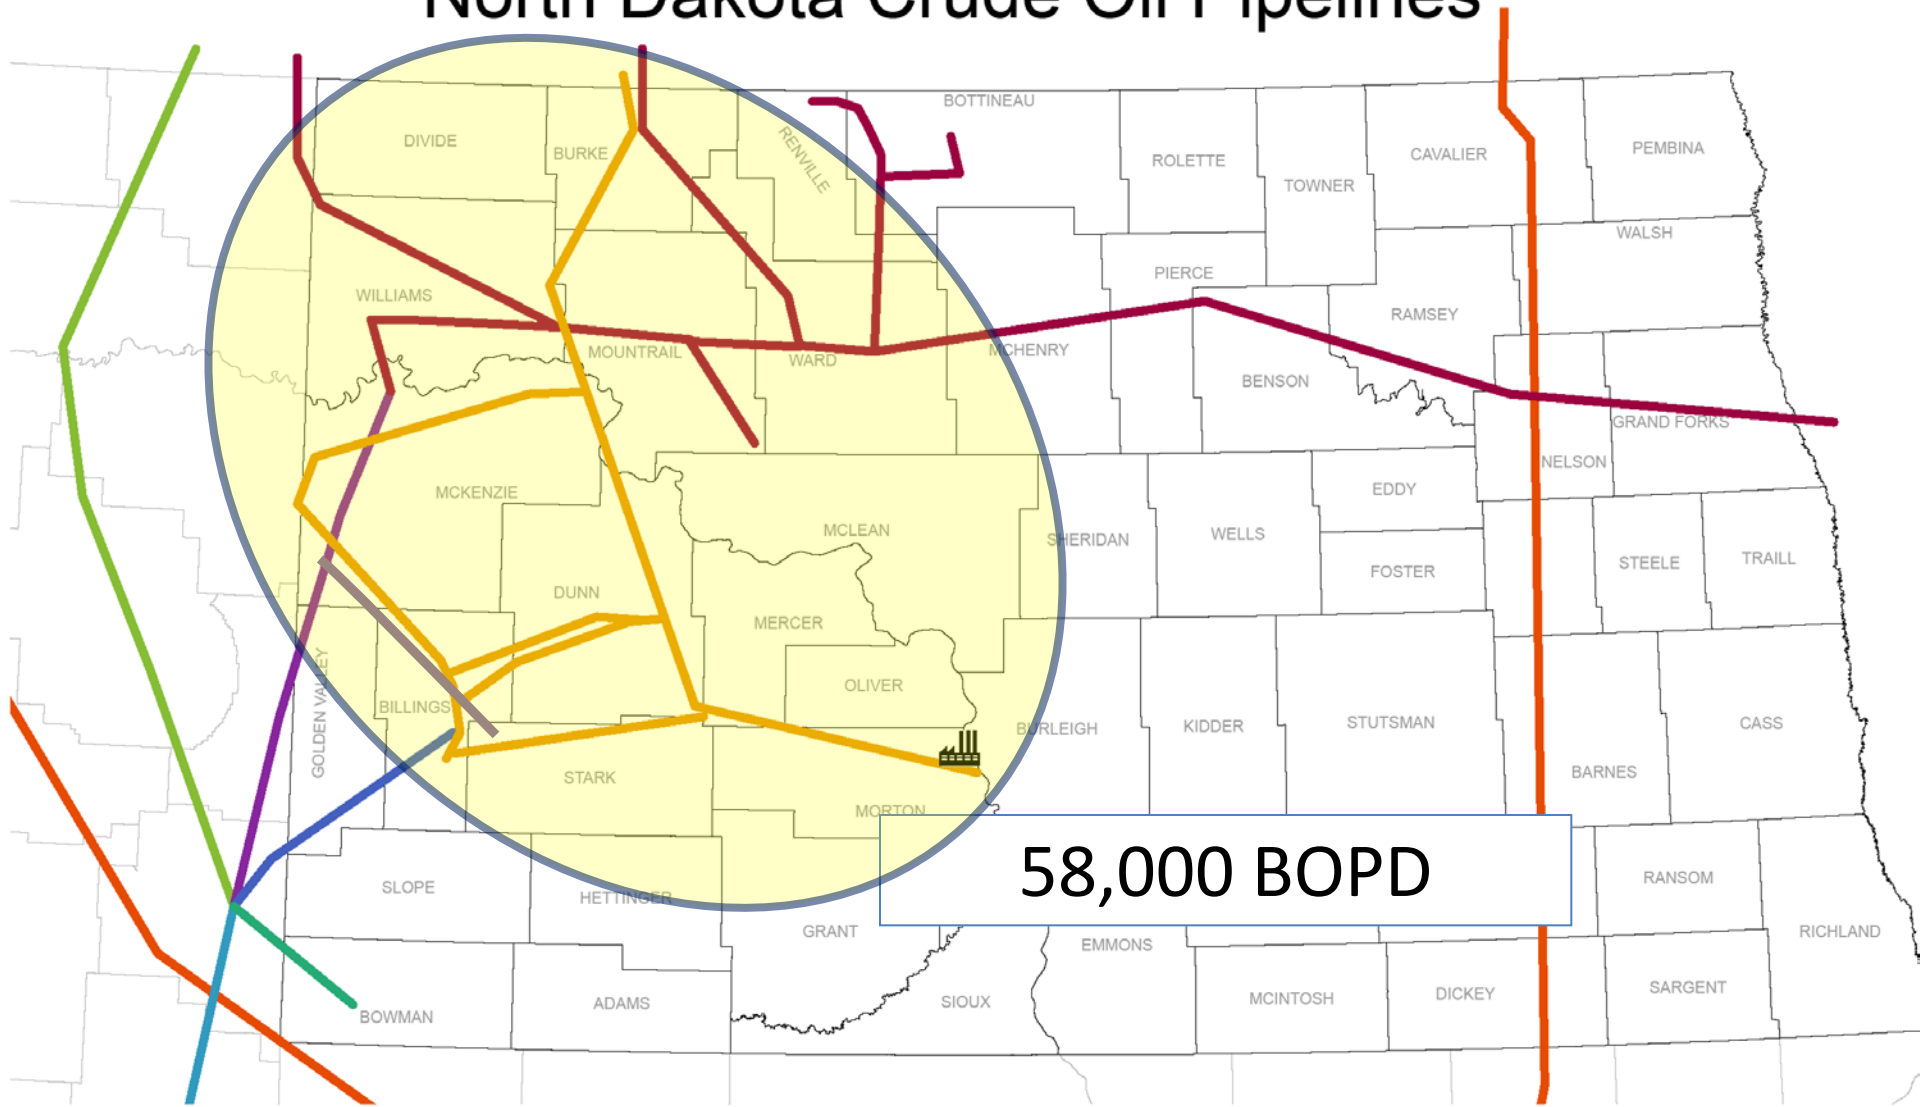 North Dakota Crude Oil Pipelines
BOTTINEAU
DIVIDE
BURKE
RENVILLE
ROLETTE
TOWNER
CAVALIER
PEMBINA
WALSH
PIERCE
WILLIAMS
RAMSEY
MOUNTRAIL
WARD
MCHENRY
BENSON
GRAND FORKS
NELSON
MCKENZIE
EDDY
MCLEAN
SHERIDAN
WELLS
FOSTER
STEELE
TRAILL
DUNN
MERCER
GOLDEN VALLEY
BILLINGS
OLIVER
BURLEIGH
KIDDER
STUTSMAN
CASS
STARK
BARNES
MORTON
58,000 BOPD
SLOPE
HETTINGER
RANSOM
GRANT
EMMONS
RICHLAND
BOWMAN
ADAMS
SIOUX
MCINTOSH
DICKEY
SARGENT